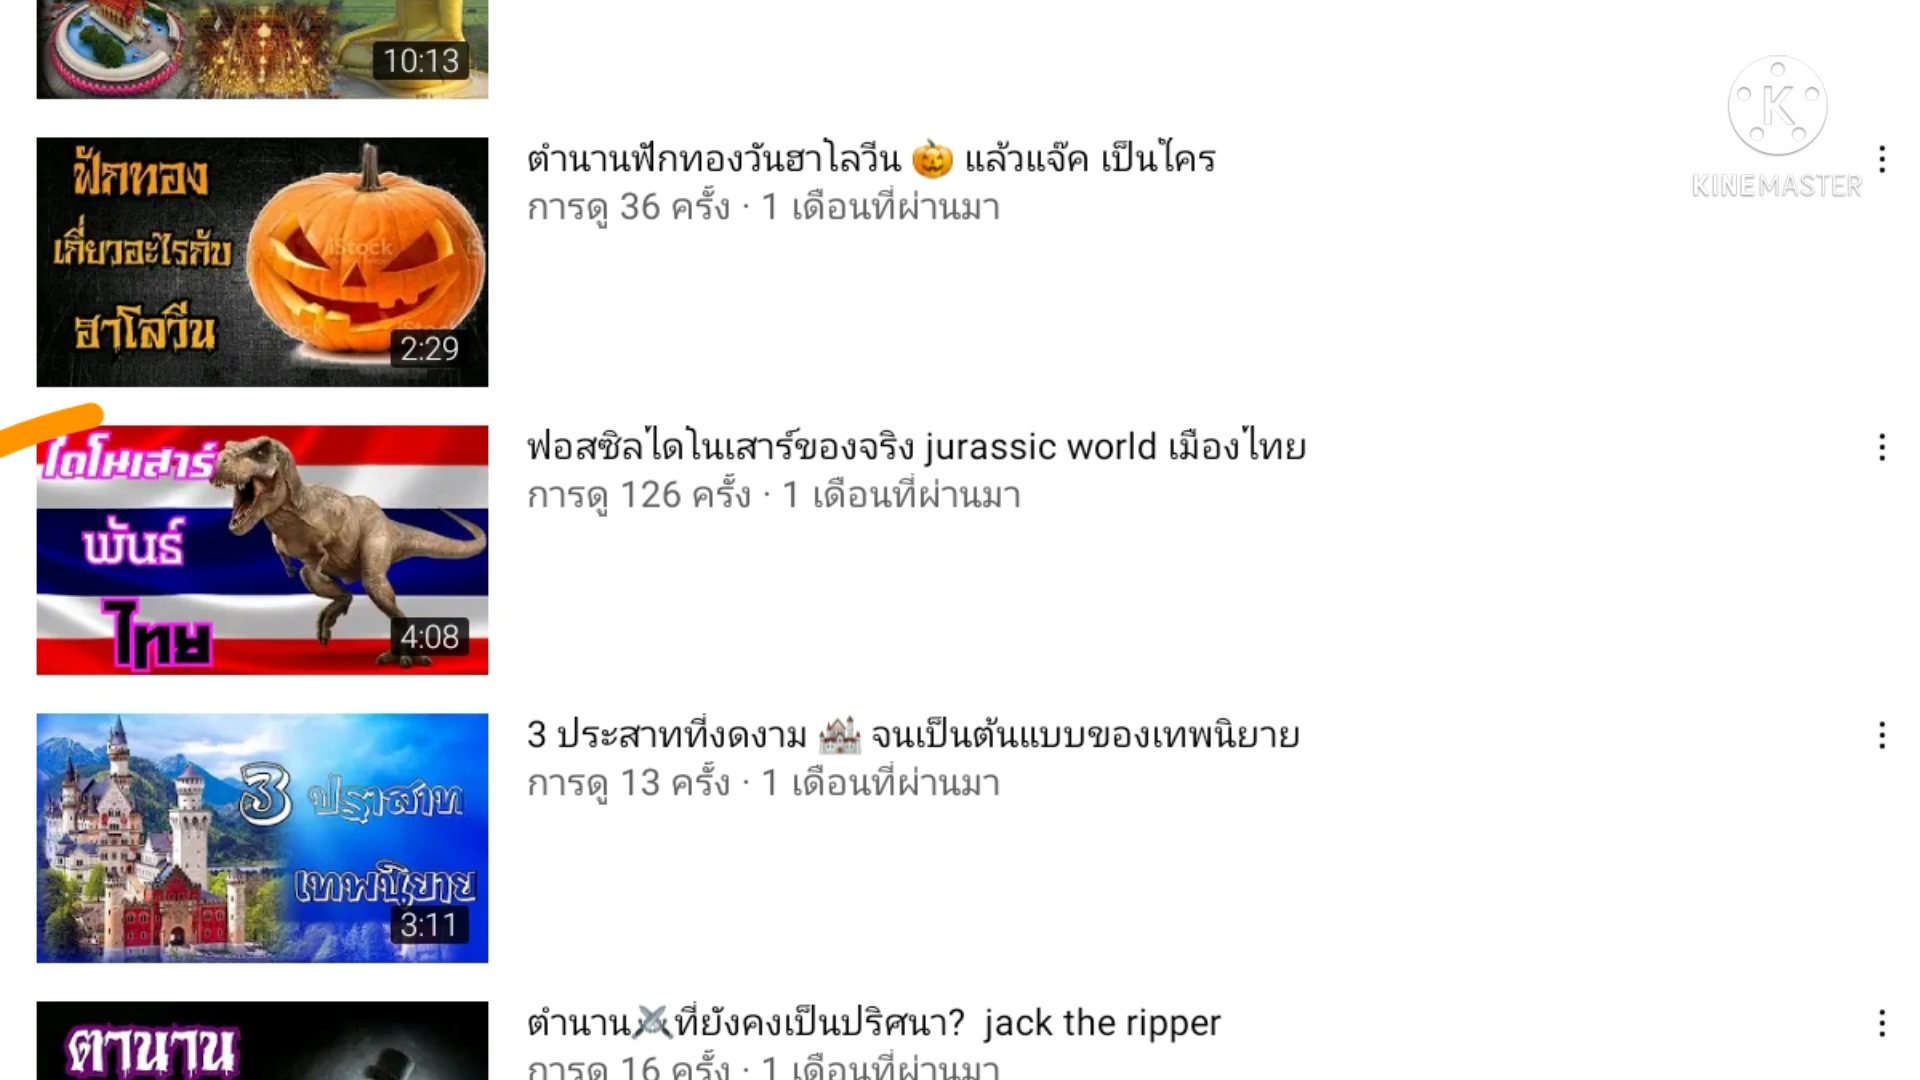 10:13
KINEMASTER
ฟักทอง
เกี่ยวอะไรกับ
ฮาโลวีน
2:29
ตำนานฟักทองวันฮาโลวีน 🎃 แล้วแจ๊ค เป็นใคร
การดู 36 ครั้ง · 1 เดือนที่ผ่านมา
ไดโนเสาร์
พันธ์
ไทย
4:08
ฟอสซิลไดโนเสาร์ของจริง jurassic world เมืองไทย
การดู 126 ครั้ง · 1 เดือนที่ผ่านมา
3 ปราสาท
เทพนิยาย
3:11
3 ประสาทที่งดงาม 🏰 จนเป็นต้นแบบของเทพนิยาย
การดู 13 ครั้ง · 1 เดือนที่ผ่านมา
ตำนาน
ตำนาน⚔️ที่ยังคงเป็นปริศนา? jack the ripper
การดู 16 ครั้ง · 1 เดือนที่ผ่านมา